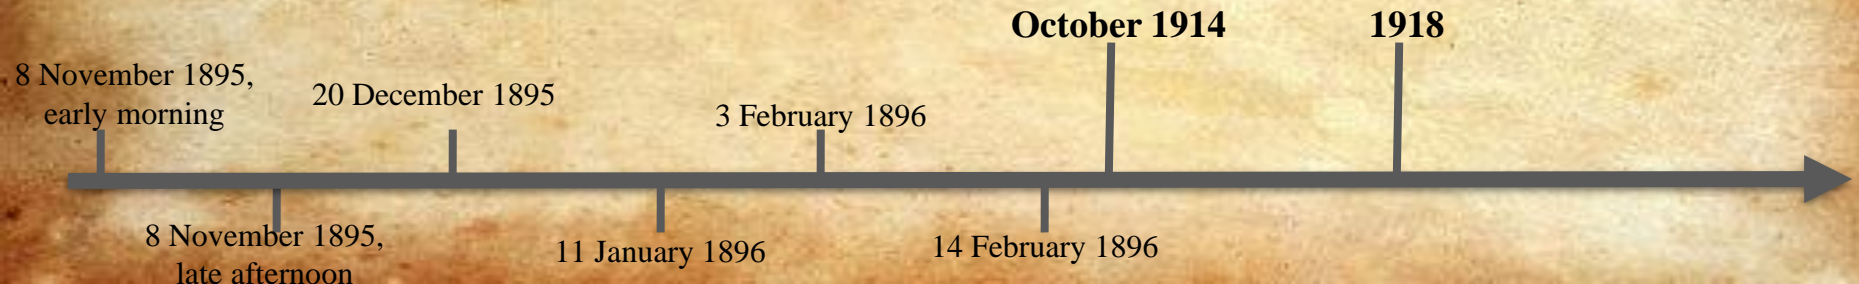 October 1914
1918
8 November 1895,
early morning
20 December 1895
3 February 1896
8 November 1895,
late afternoon
11 January 1896
14 February 1896